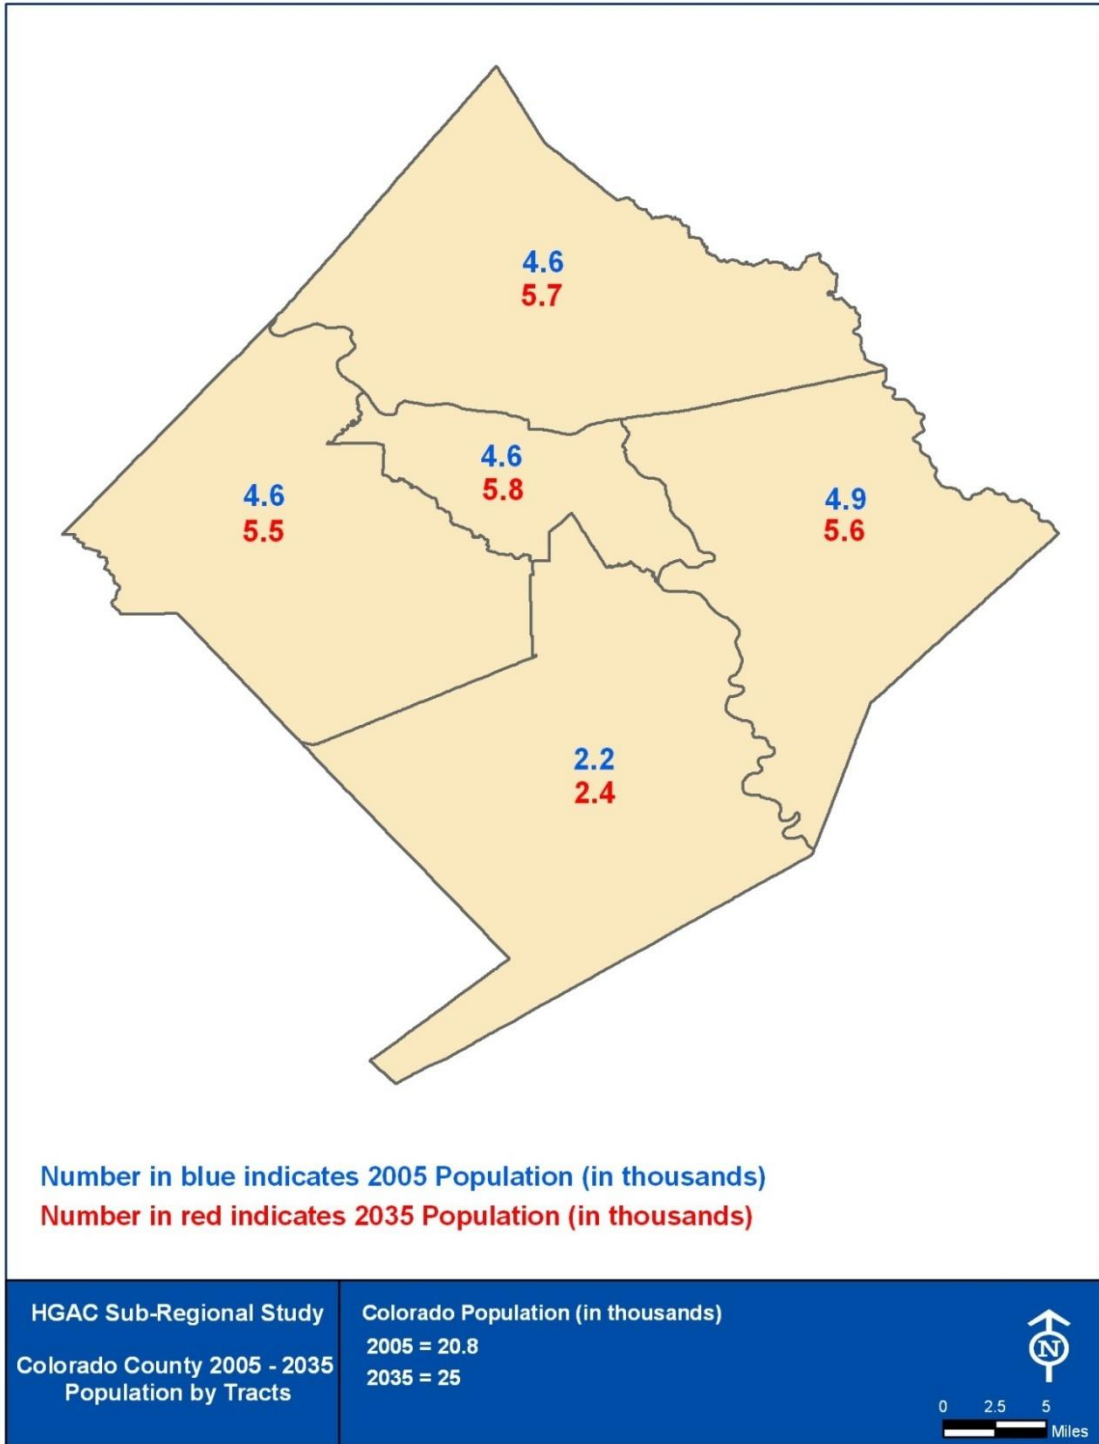 4.6
5.7
4.6
5.8
4.6
5.5
4.9
5.6
2.2
2.4
Number in blue indicates 2005 Population (in thousands)
Number in red indicates 2035 Population (in thousands)
HGAC Sub-Regional Study
Colorado County 2005 - 2035
Population by Tracts
Colorado Population (in thousands)
2005 = 20.8
2035 = 25
N
0 2.5 5
Miles